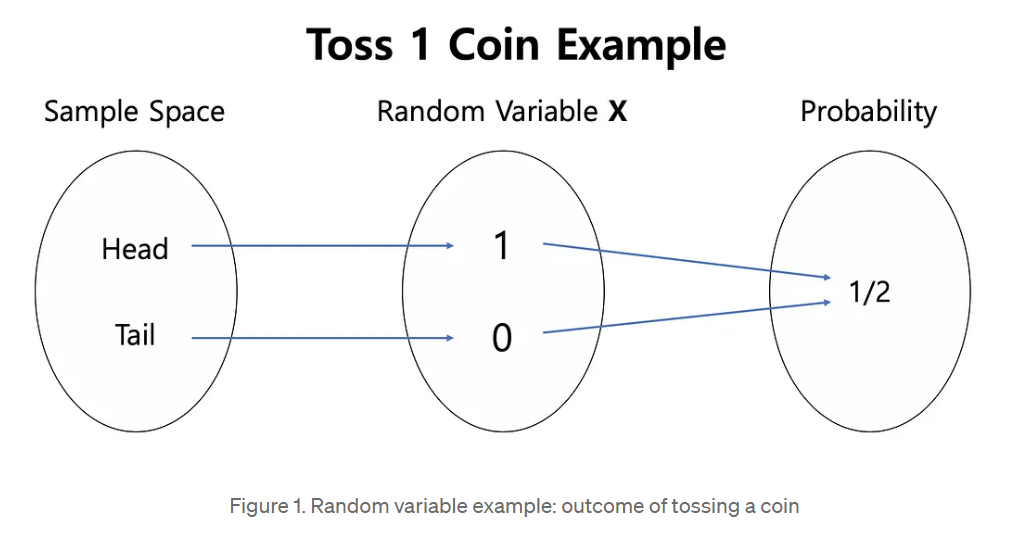 Toss 1 Coin Example
Sample Space
Random Variable X
Probability
Head
1
1/2
Tail
0
Figure 1. Random variable example: outcome of tossing a coin